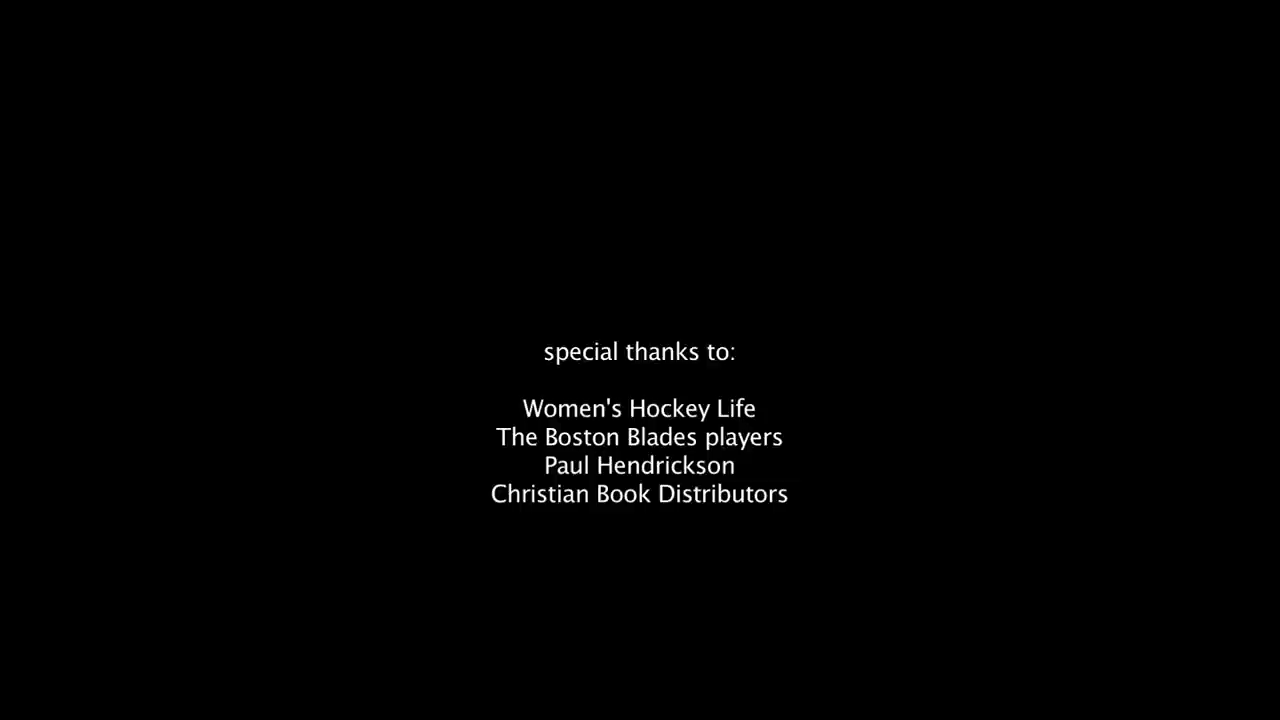 special thanks to:
Women's Hockey Life
The Boston Blades players
Paul Hendrickson
Christian Book Distributors